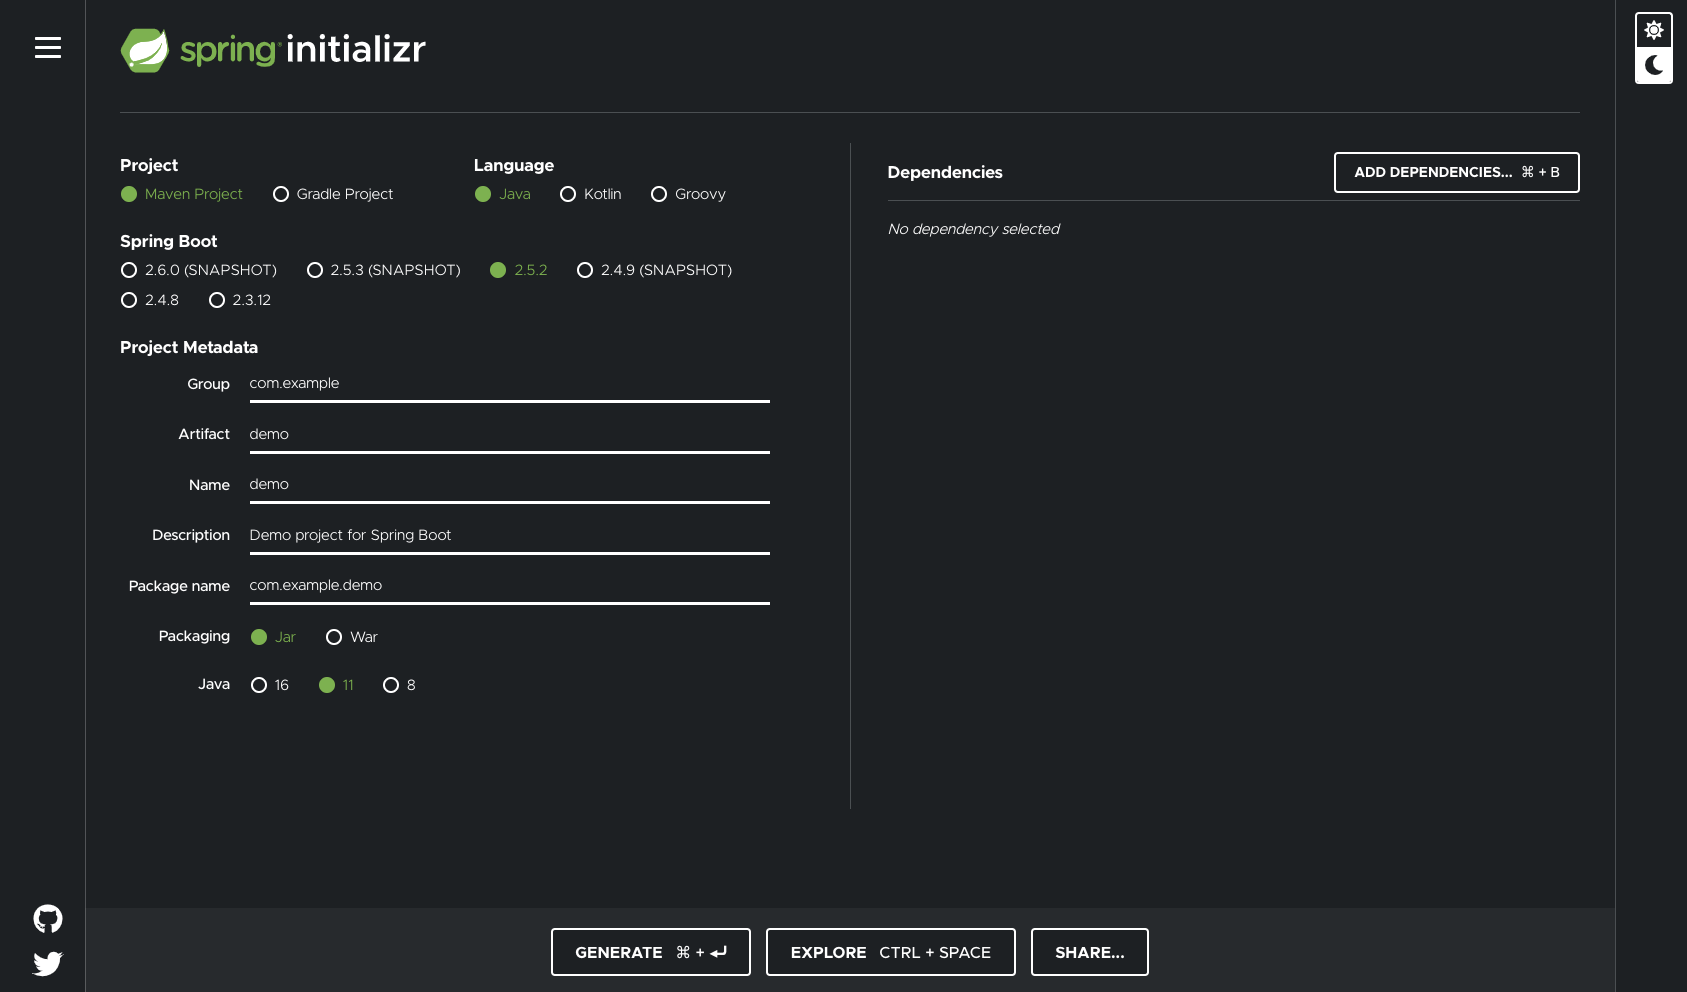 spring initializr
Project
Maven Project Gradle Project
Language
Java Kotlin Groovy
Spring Boot
2.6.0 (SNAPSHOT) 2.5.3 (SNAPSHOT) 2.5.2 2.4.9 (SNAPSHOT)
2.4.8 2.3.12
Project Metadata
Group com.example
Artifact demo
Name demo
Description Demo project for Spring Boot
Package name com.example.demo
Packaging Jar War
Java 16 11 8
Dependencies ADD DEPENDENCIES... ⌘ + B
No dependency selected
GENERATE ⌘ + ⏎ EXPLORE CTRL + SPACE SHARE...